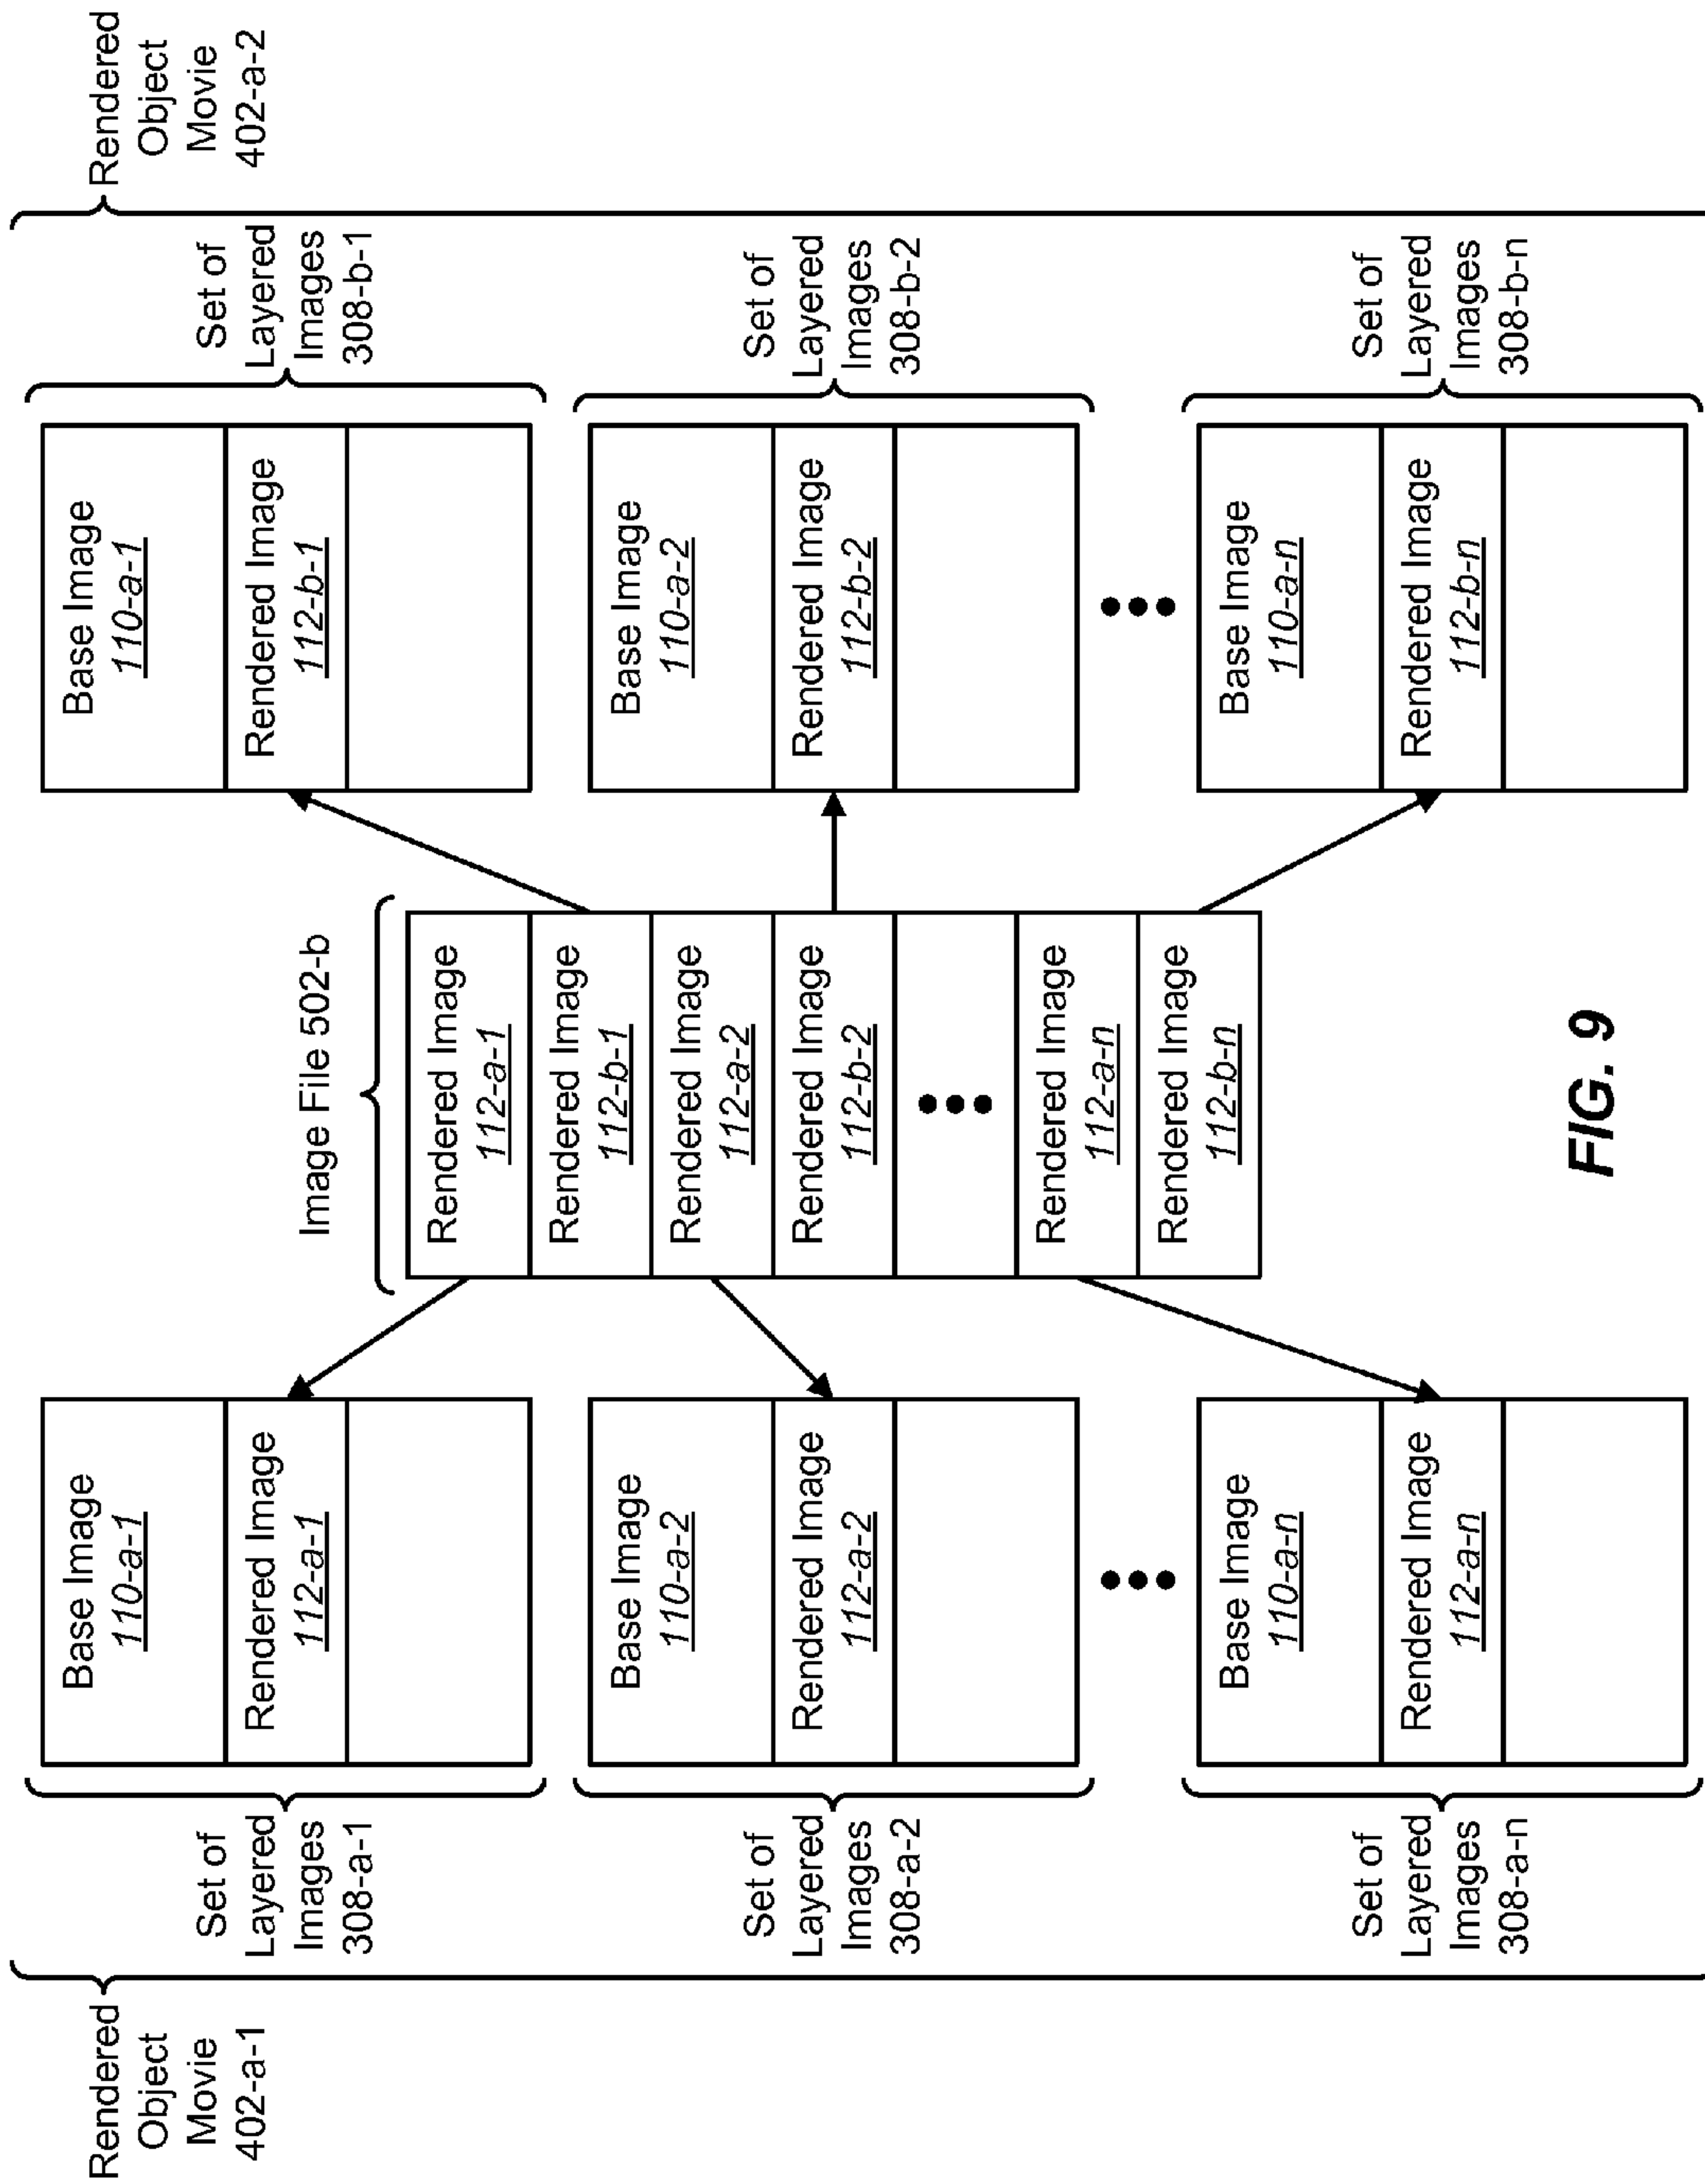 Rendered
Object
Movie
402-a-1
Set of
Layered
Images
308-a-1
Base Image
110-a-1
Rendered Image
112-a-1
Set of
Layered
Images
308-a-2
Base Image
110-a-2
Rendered Image
112-a-2
Set of
Layered
Images
308-a-n
Base Image
110-a-n
Rendered Image
112-a-n
Image File 502-b
Rendered Image
112-a-1
Rendered Image
112-b-1
Rendered Image
112-a-2
Rendered Image
112-b-2
Rendered Image
112-a-n
Rendered Image
112-b-n
Rendered
Object
Movie
402-a-2
Set of
Layered
Images
308-b-1
Base Image
110-a-1
Rendered Image
112-b-1
Set of
Layered
Images
308-b-2
Base Image
110-a-2
Rendered Image
112-b-2
Set of
Layered
Images
308-b-n
Base Image
110-a-n
Rendered Image
112-b-n
FIG. 9